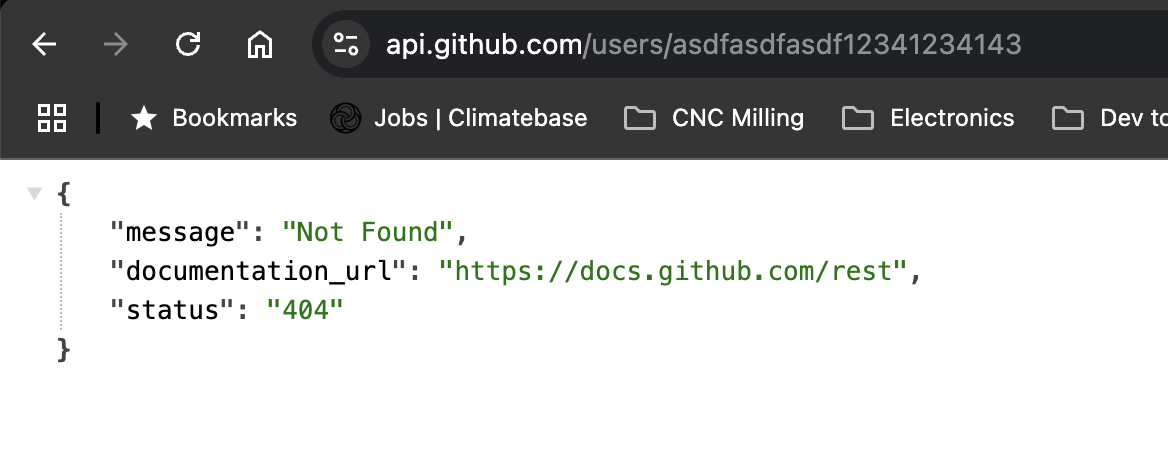 api.github.com/users/asdfasdfasdf12341234143
Bookmarks Jobs | Climatebase CNC Milling Electronics Dev
{
"message": "Not Found",
"documentation_url": "https://docs.github.com/rest",
"status": "404"
}